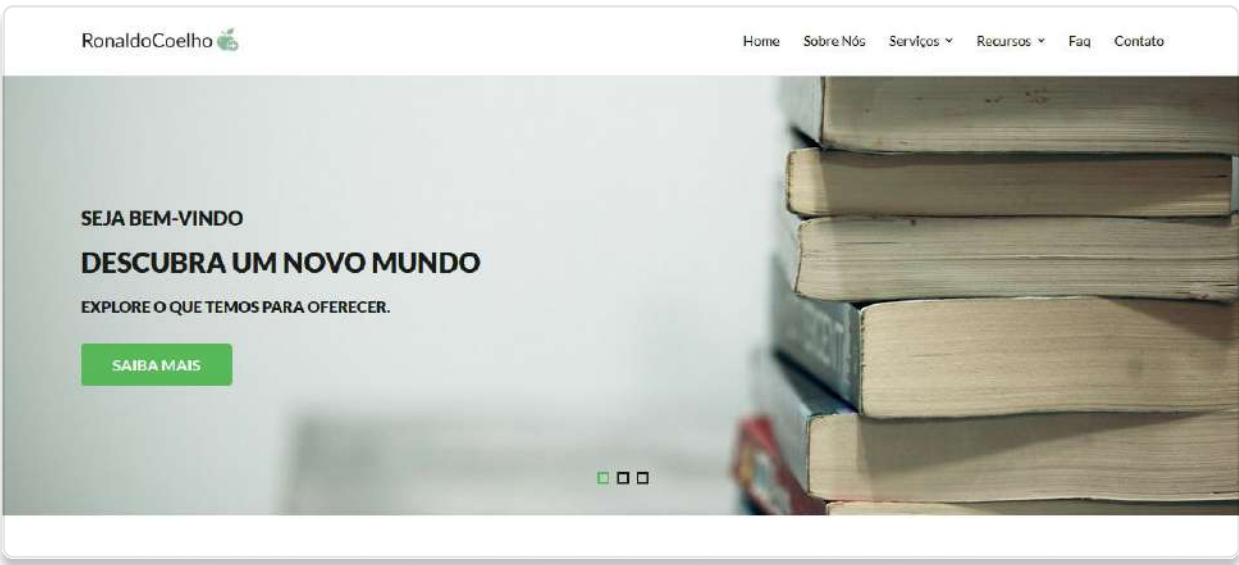 RonaldoCoelho
Home Sobre Nós Serviços Recursos Faq Contato
SEJA BEM-VINDO
DESCUBRA UM NOVO MUNDO
EXPLORE O QUE TEMOS PARA OFERECER.
SAIBA MAIS